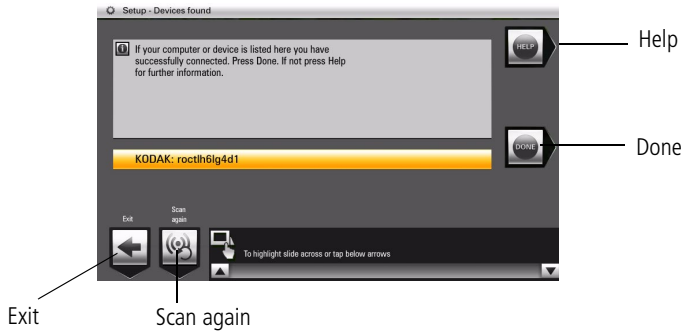 Setup - Devices found
If your computer or device is listed here you have
successfully connected. Press Done. If not press Help
for further information.
HELP
Help
DONE
Done
KODAK: roctlh6lg4d1
Exit
Scan
again
To highlight slide across or tap below arrows
Exit
Scan again